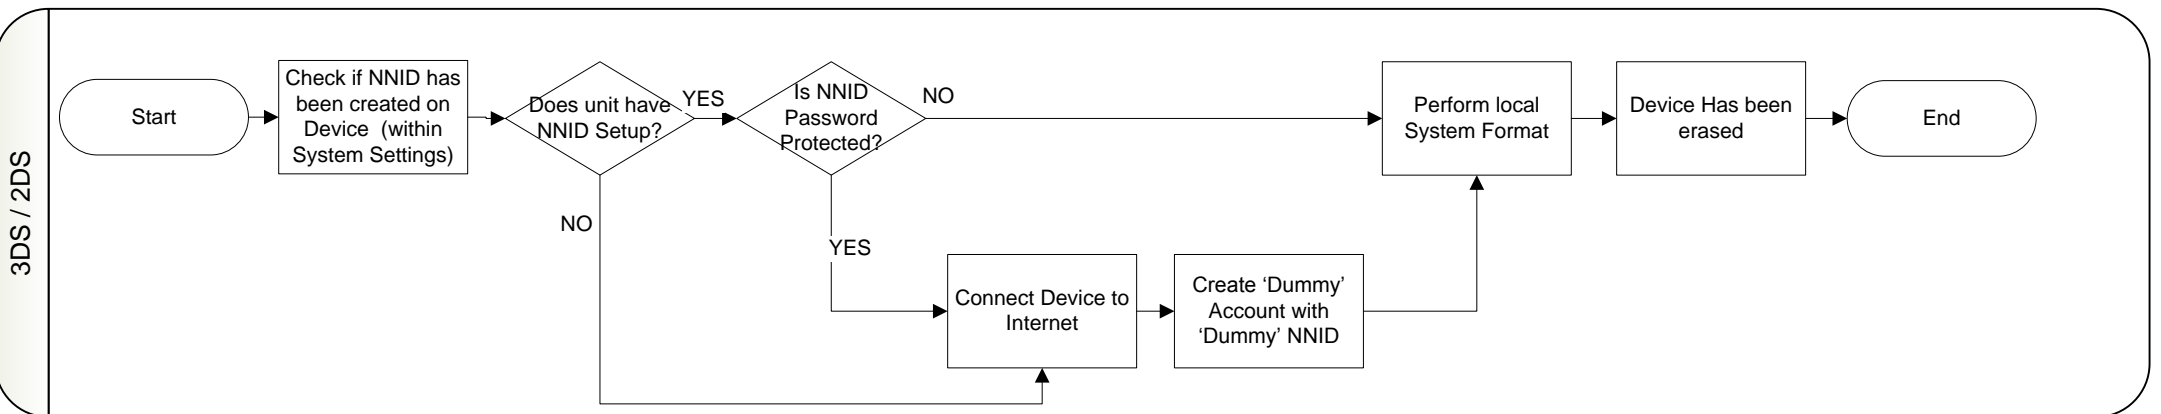 3DS / 2DS
Start
Check if NNID has
been created on
Device (within
System Settings)
Does unit have
NNID Setup?
YES
Is NNID
Password
Protected?
NO
Perform local
System Format
Device Has been
erased
End
NO
YES
Connect Device to
Internet
Create ‘Dummy’
Account with
‘Dummy’ NNID